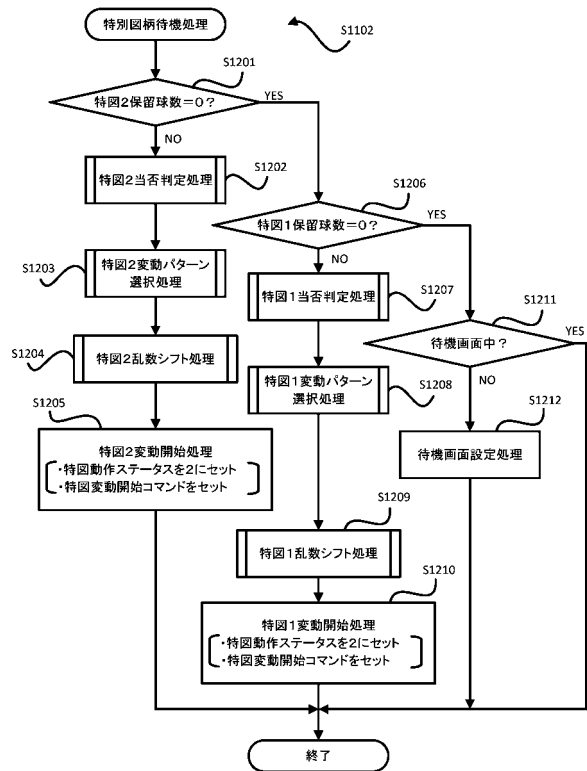 特別図柄待機処理
S1102
S1201
特図2保留球数=0?
YES
NO
S1202
特図2当否判定処理
S1203
特図2変動パターン
選択処理
S1204
特図2乱数シフト処理
S1205
特図2変動開始処理
・特図動作ステータスを2にセット
・特図変動開始コマンドをセット
S1206
特図1保留球数=0?
YES
NO
S1207
特図1当否判定処理
特図1変動パターン
選択処理
S1208
S1209
特図1乱数シフト処理
S1210
特図1変動開始処理
・特図動作ステータスを2にセット
・特図変動開始コマンドをセット
S1211
待機画面中?
YES
NO
S1212
待機画面設定処理
終了